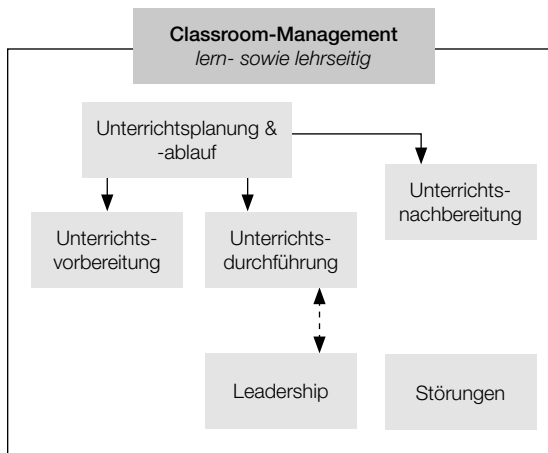 Classroom-Management
lern- sowie lehrseitig
Unterrichtsplanung &
-ablauf
Unterrichts-
nachbereitung
Unterrichts-
vorbereitung
Unterrichts-
durchführung
Leadership
Störungen